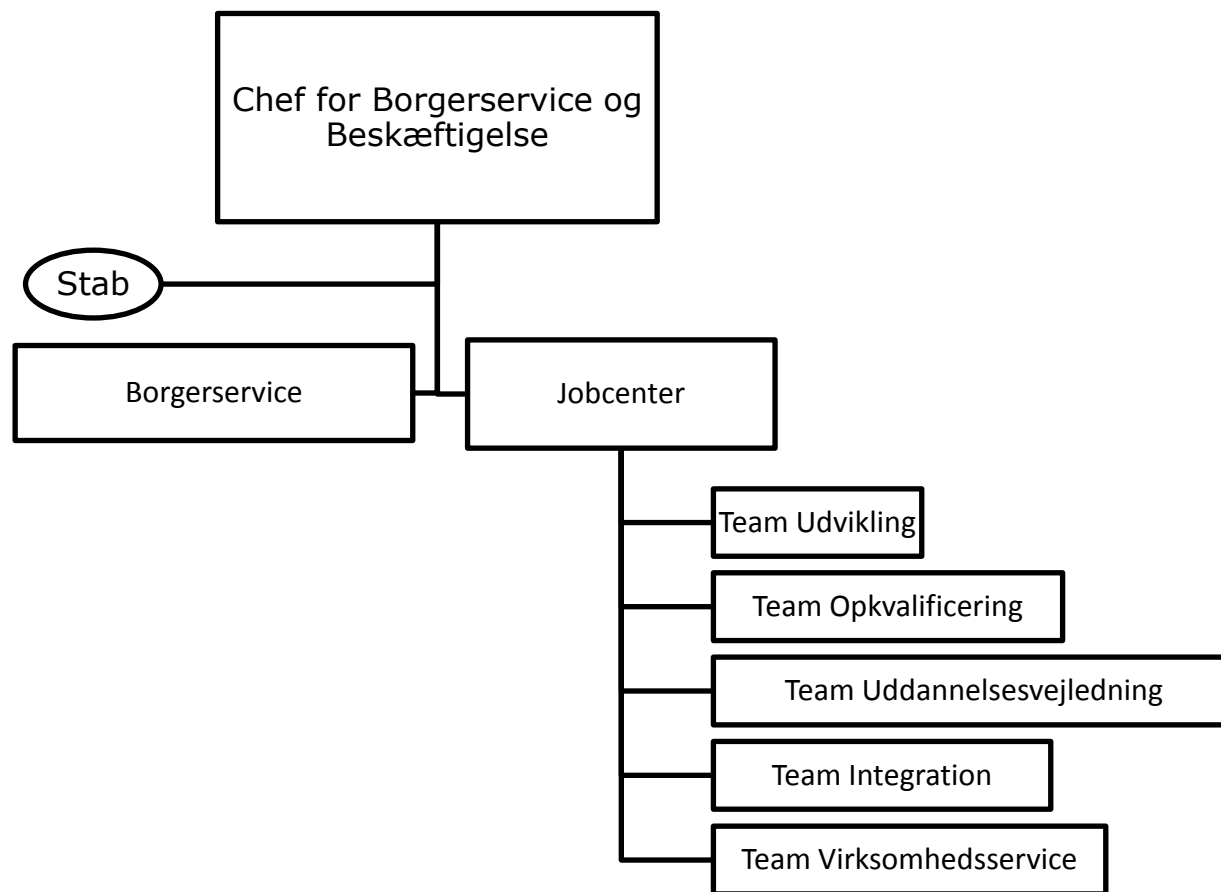 Chef for Borgerservice og
Beskæftigelse
Stab
Borgerservice
Jobcenter
Team Udvikling
Team Opkvalificering
Team Uddannelsesvejledning
Team Integration
Team Virksomhedsservice